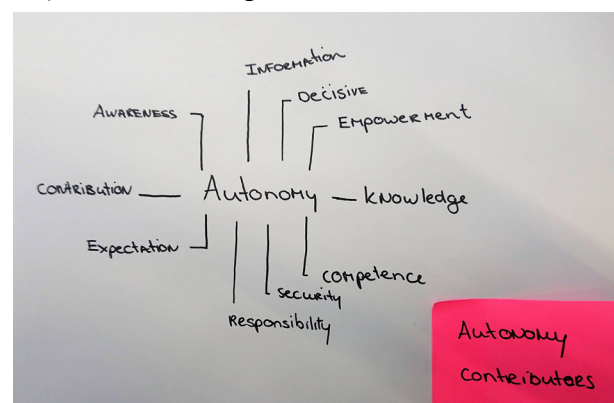 Information
Decisive
Awareness
Empowerment
Contribution
Autonomy
Knowledge
Expectation
competence
security
Responsibility
Autonomy
Contributors